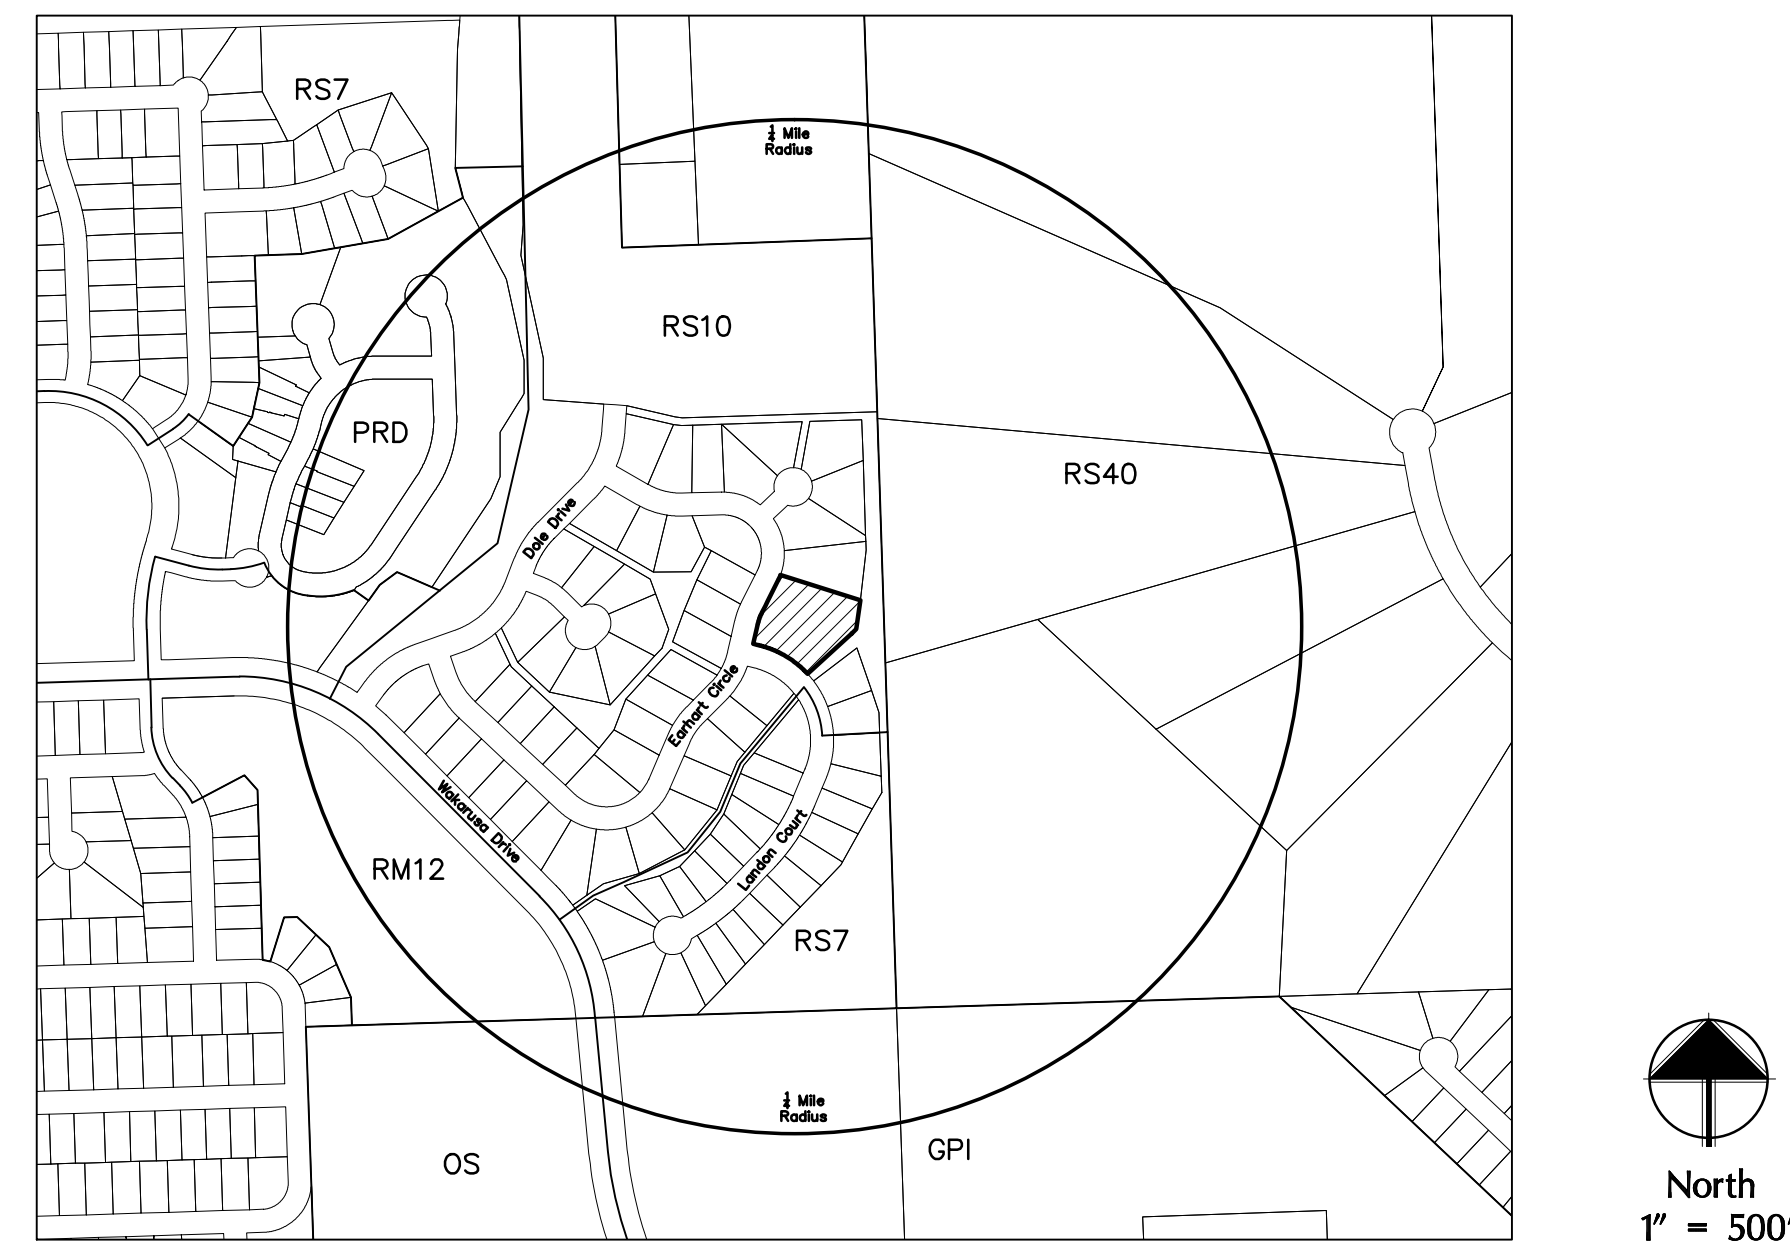 RS7
¼ Mile
Radius
RS10
PRD
RS40
Dole Drive
Earhart Circle
Wakarusa Drive
Landon Court
RM12
RS7
¼ Mile
Radius
OS
GPI
North
1" = 500'